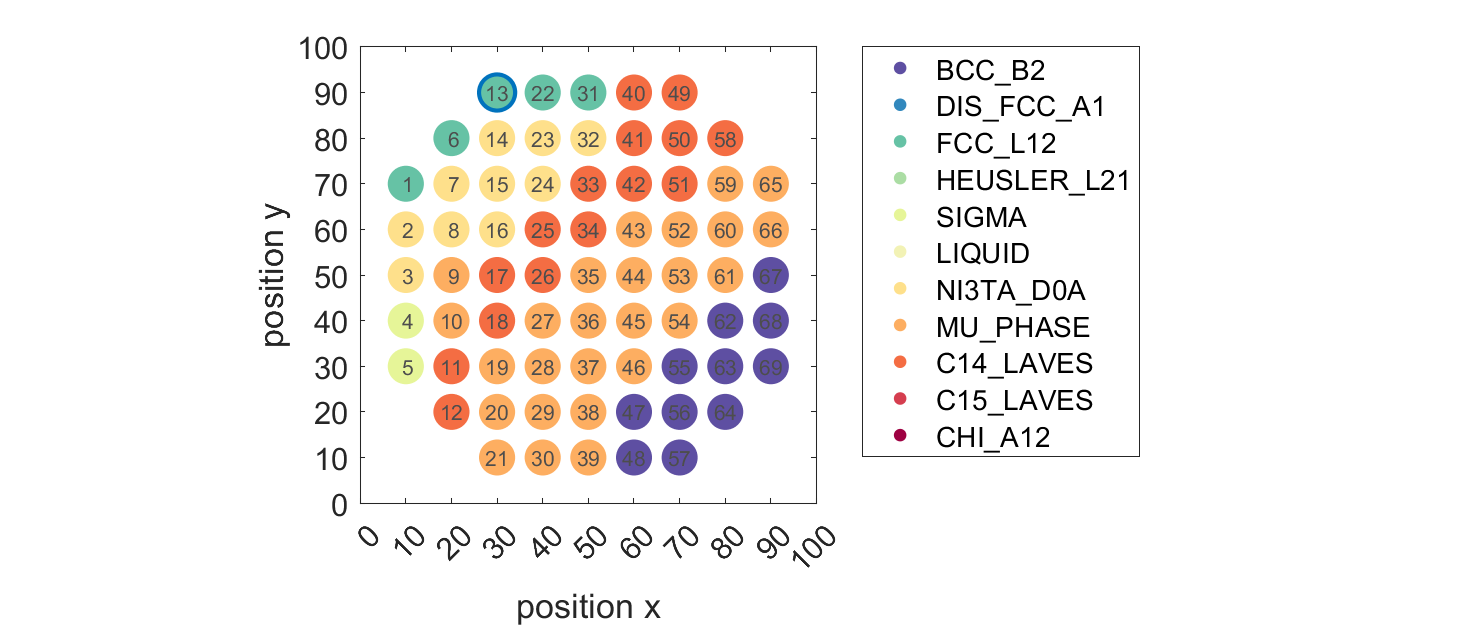 100
90
80
70
60
50
40
30
20
10
0
position y
13 22 31 40 49
6 14 23 32 41 50 58
1 7 15 24 33 42 51 59 65
2 8 16 25 34 43 52 60 66
3 9 17 26 35 44 53 61 67
4 10 18 27 36 45 54 62 68
5 11 19 28 37 46 55 63 69
12 20 29 38 47 56 64
21 30 39 48 57
0 10 20 30 40 50 60 70 80 90 100
position x
BCC_B2
DIS_FCC_A1
FCC_L12
HEUSLER_L21
SIGMA
LIQUID
NI3TA_D0A
MU_PHASE
C14_LAVES
C15_LAVES
CHI_A12